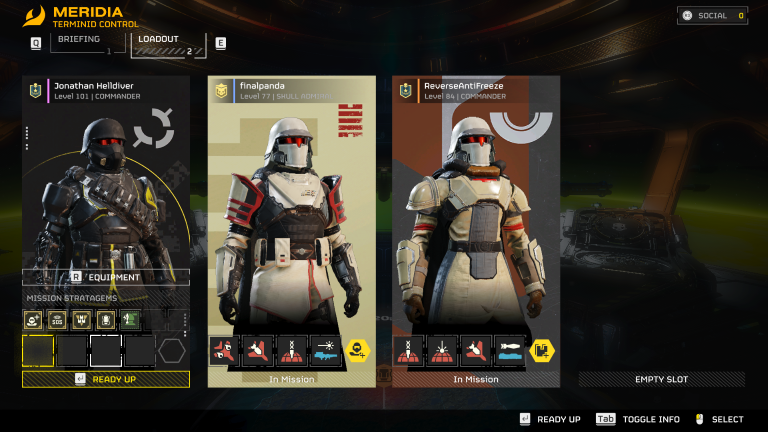 MERIDIA
TERMINID CONTROL
SOCIAL 0
Q BRIEFING 1 LOADOUT 2 E
Jonathan Helldiver
Level 101 | COMMANDER
finalpanda
Level 77 | SKULL ADMIRAL
ReverseAntiFreeze
Level 84 | COMMANDER
R EQUIPMENT
MISSION STRATAGEMS
SOS
READY UP
In Mission
In Mission
EMPTY SLOT
READY UP Tab TOGGLE INFO SELECT